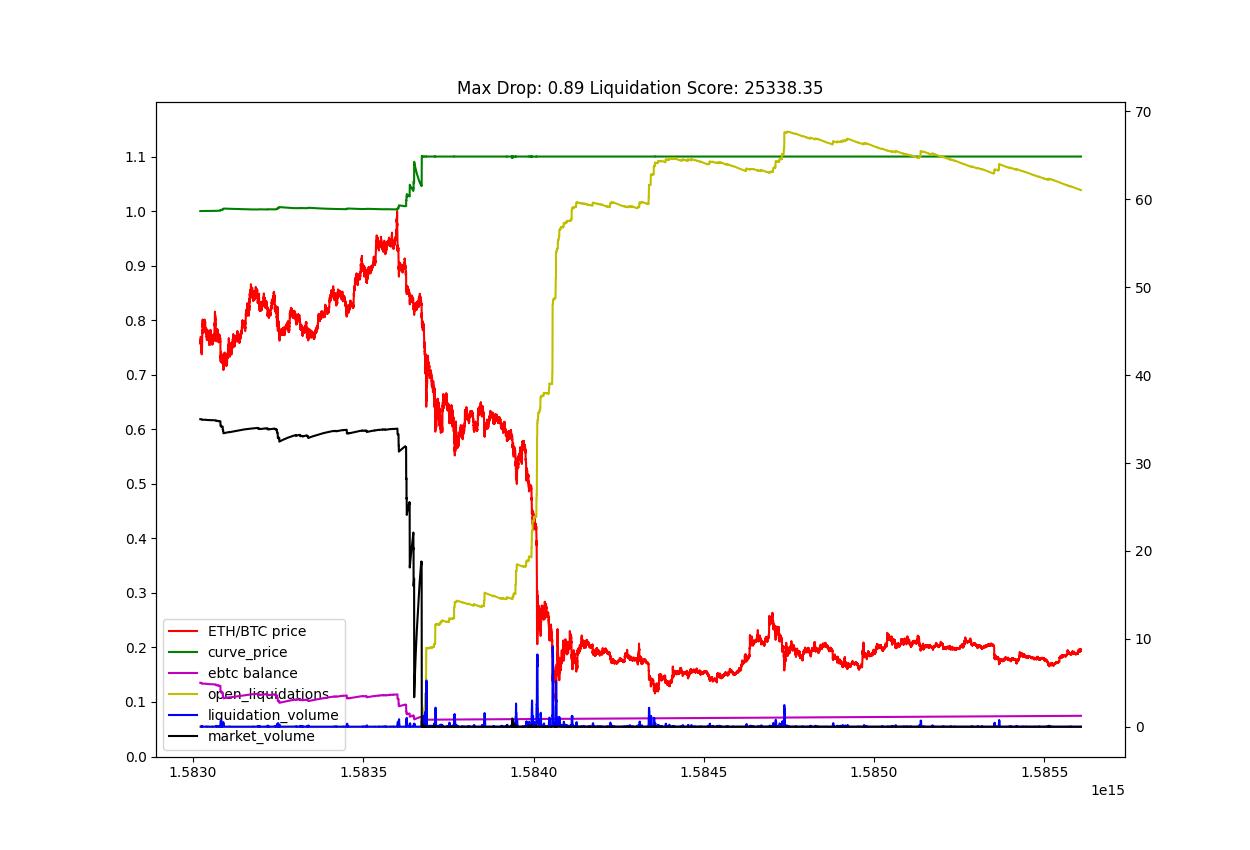 Max Drop: 0.89 Liquidation Score: 25338.35
70
1.1
60
1.0
0.9
50
0.8
0.7
40
0.6
30
0.5
0.4
20
0.3
ETH/BTC price
10
0.2
curve_price
ebtc balance
open_liquidations
0.1
liquidation_volume
0
market_volume
0.0
1.5830 1.5835 1.5840 1.5845 1.5850 1.5855
1e15